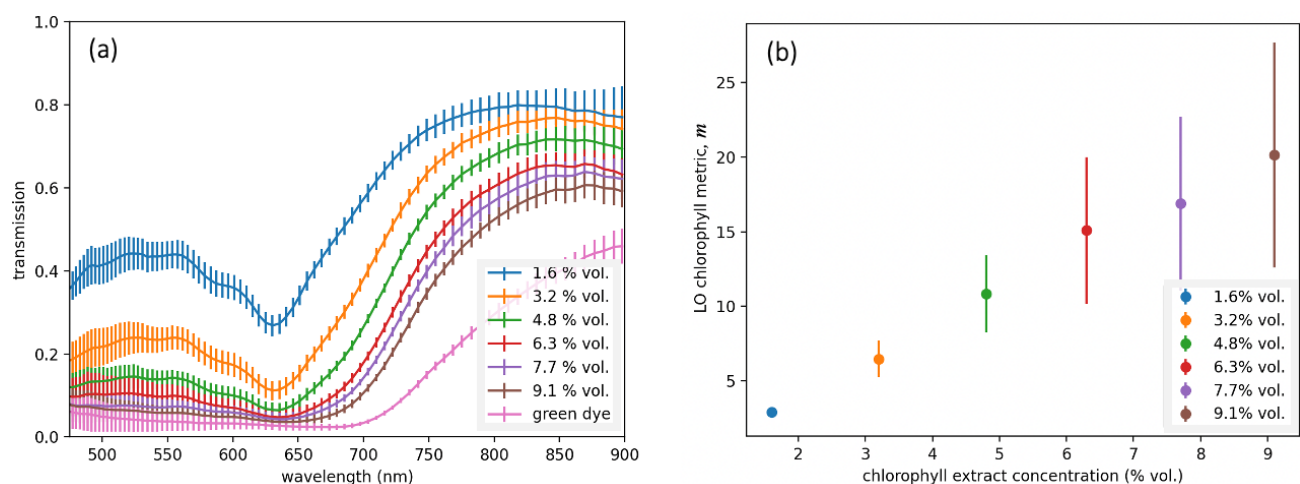 (a)
transmission
1.0
0.8
0.6
0.4
0.2
0.0
500 550 600 650 700 750 800 850 900
wavelength (nm)
1.6 % vol.
3.2 % vol.
4.8 % vol.
6.3 % vol.
7.7 % vol.
9.1 % vol.
green dye
(b)
LO chlorophyll metric, m
25
20
15
10
5
2 3 4 5 6 7 8 9
chlorophyll extract concentration (% vol.)
1.6% vol.
3.2% vol.
4.8% vol.
6.3% vol.
7.7% vol.
9.1% vol.